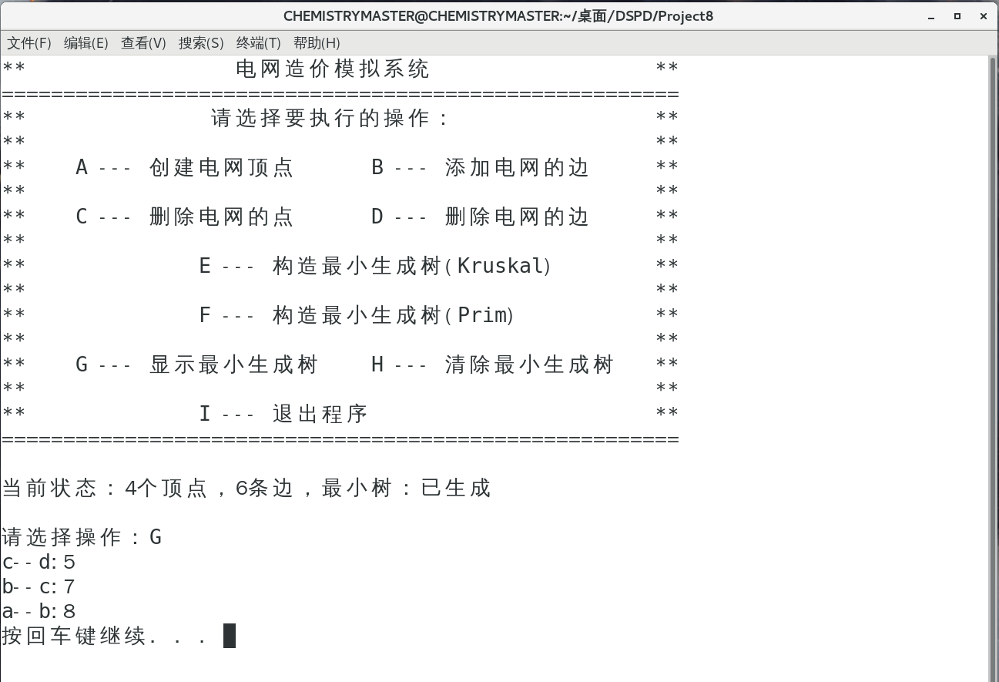 CHEMISTRYMASTER@CHEMISTRYMASTER:~/桌面/DSPD/Project8
文件(F) 编辑(E) 查看(V) 搜索(S) 终端(T) 帮助(H)
** 电网造价模拟系统 **
=======================================================
** 请选择要执行的操作： **
** **
** A --- 创建电网顶点 B --- 添加电网的边 **
** **
** C --- 删除电网的点 D --- 删除电网的边 **
** **
** E --- 构造最小生成树(Kruskal) **
** **
** F --- 构造最小生成树(Prim) **
** **
** G --- 显示最小生成树 H --- 清除最小生成树 **
** **
** I --- 退出程序 **
=======================================================
当前状态：4个顶点，6条边，最小树：已生成
请选择操作：G
c--d:5
b--c:7
a--b:8
按回车键继续...